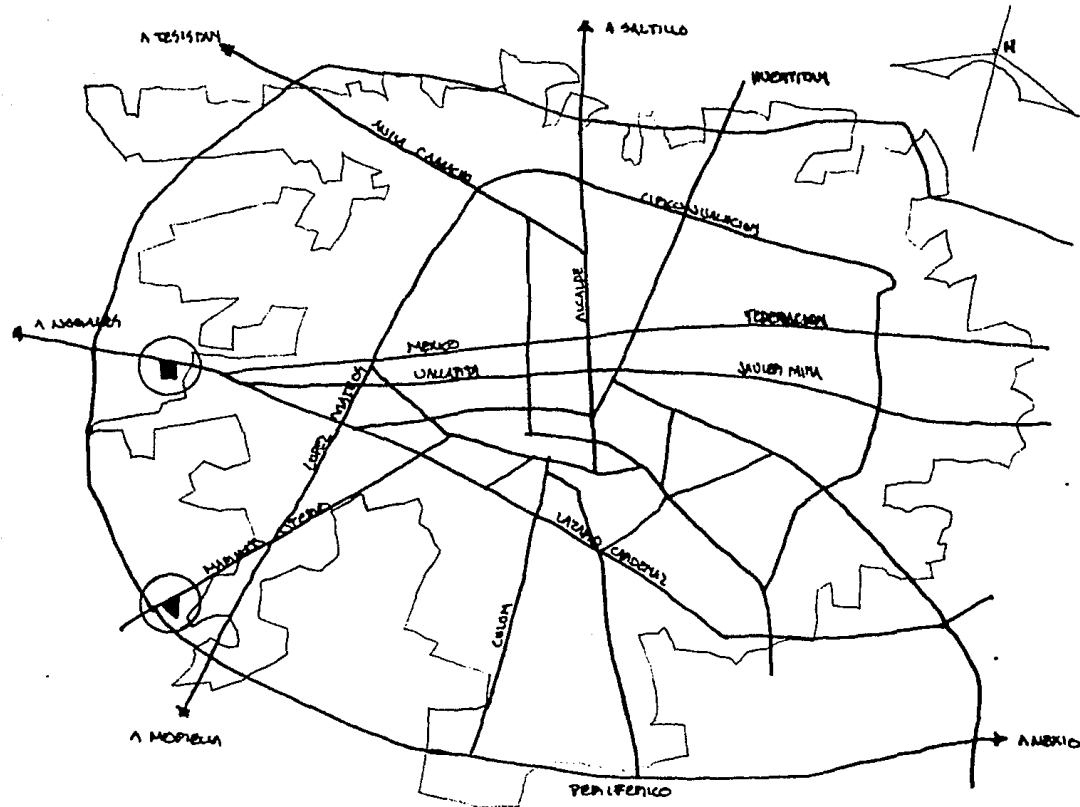 A TESISTAN
A SALTILLO
N
HUENTITAN
AVILA CAMACHO
CIRCUNVALACION
ALCALDE
A NOGALES
MEXICO
FEDERACION
VALLARTA
JAVIER MINA
LOPEZ MATEOS
MARIANO OTERO
LAZARO CARDENAZ
COLON
A MORELIA
A MEXICO
PERIFERICO